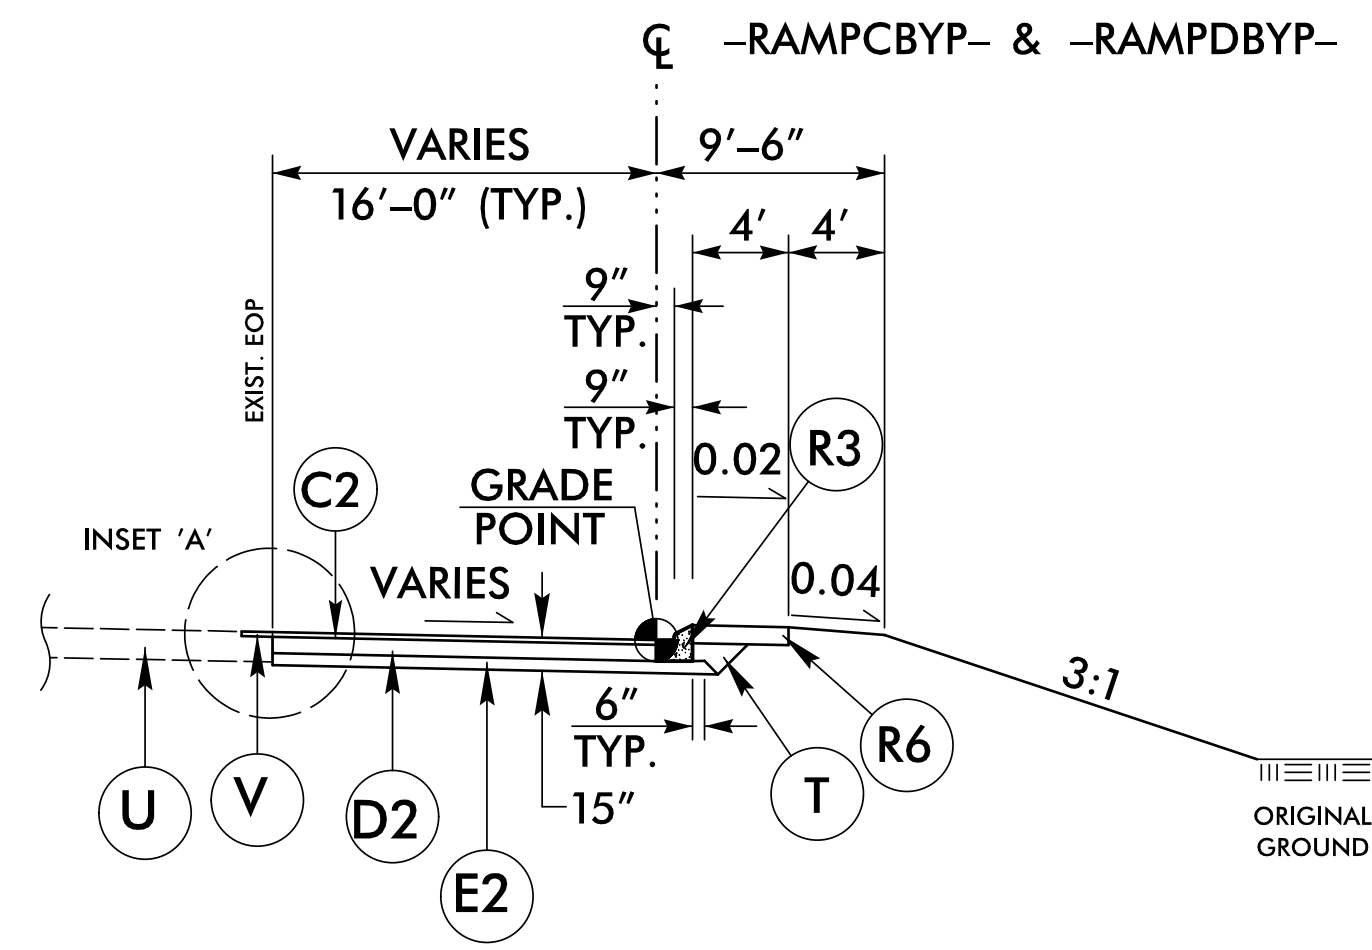 ℄ –RAMPCBYP– & –RAMPDBYP–
VARIES
9'–6"
16'–0" (TYP.)
4'
4'
9"
TYP.
EXIST. EOP
9"
TYP.
R3
0.02
C2
GRADE
POINT
INSET 'A'
VARIES
0.04
3:1
6"
TYP.
R6
U
V
D2
15"
T
ORIGINAL
GROUND
E2